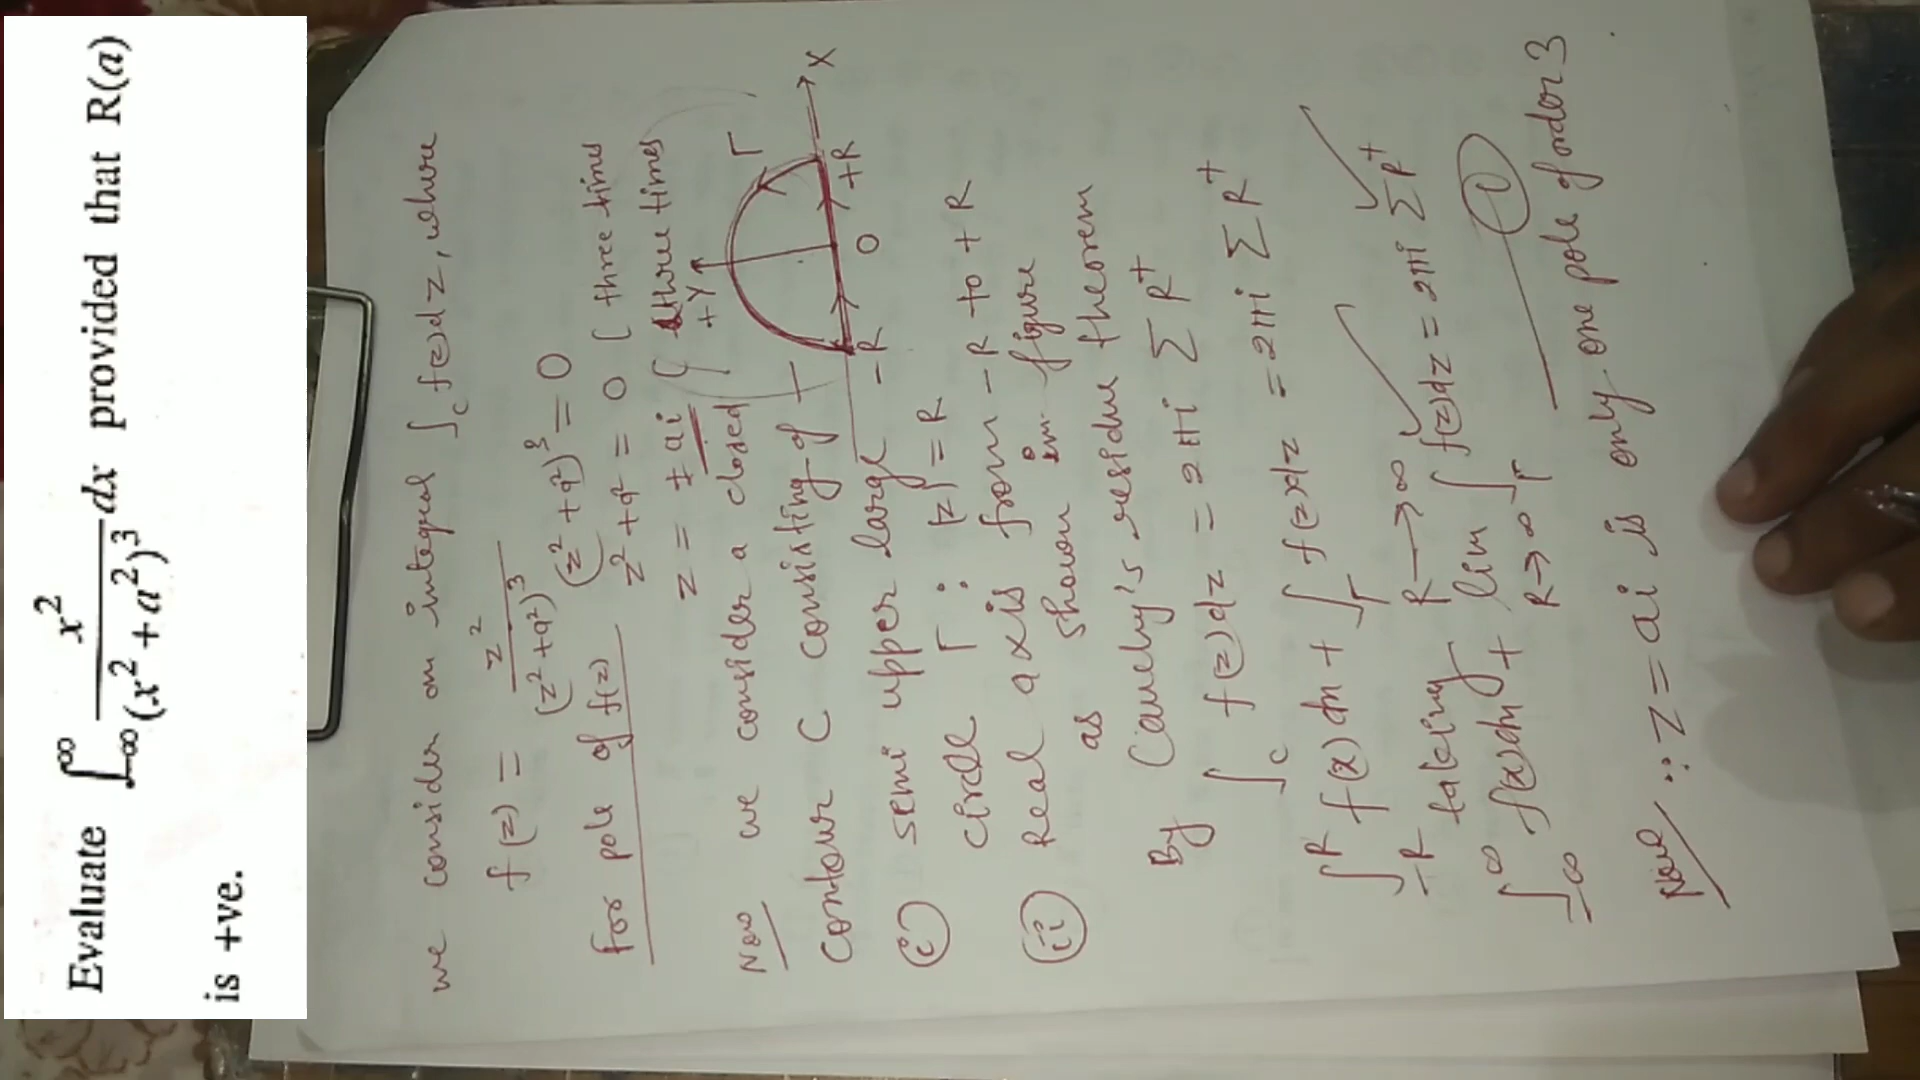 Evaluate ∫_{-∞}^{∞} x²/(x²+a²)³ dx provided that R(a)
is +ve.
we consider an integral ∫_C f(z)dz, where
f(z) = z²/(z²+a²)³
for pole of f(z) (z²+a²)³ = 0
z²+a² = 0 ( three times
z = ± ai ( three times
Now we consider a closed
contour C consisting of
(i) semi upper large
circle Γ : |z| = R
(ii) Real axis from -R to +R
as shown in figure
+Y
Γ
X
-R O +R
By Cauchy's residue theorem
∫_C f(z)dz = 2πi Σ R⁺
∫_{-R}^{R} f(x)dx + ∫_Γ f(z)dz = 2πi Σ R⁺
taking R → ∞
∫_{-∞}^{∞} f(x)dx + lim_{R→∞} ∫_Γ f(z)dz = 2πi Σ R⁺
(1)
Now ∵ z = ai is only one pole of order 3